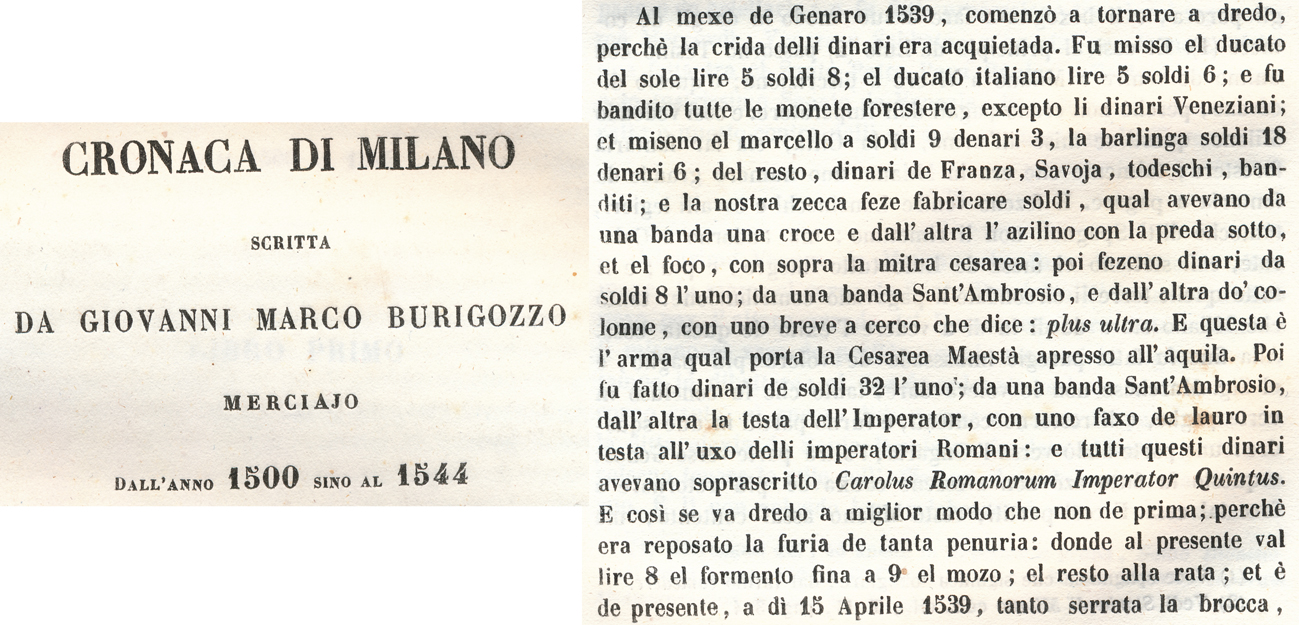 CRONACA DI MILANO
SCRITTA
DA GIOVANNI MARCO BURIGOZZO
MERCIAJO
DALL'ANNO 1500 SINO AL 1544
Al mexe de Genaro 1539, comenzò a tornare a dredo,
perchè la crida delli dinari era acquietada. Fu misso el ducato
del sole lire 5 soldi 8; el ducato italiano lire 5 soldi 6; e fu
bandito tutte le monete forestere, excepto li dinari Veneziani;
et miseno el marcello a soldi 9 denari 3, la barlinga soldi 18
denari 6; del resto, dinari de Franza, Savoja, todeschi, ban-
diti; e la nostra zecca feze fabricare soldi, qual avevano da
una banda una croce e dall' altra l' azilino con la preda sotto,
et el foco, con sopra la mitra cesarea: poi fezeno dinari da
soldi 8 l' uno; da una banda Sant'Ambrosio, e dall' altra do' co-
lonne, con uno breve a cerco che dice: plus ultra. E questa è
l' arma qual porta la Cesarea Maestà apresso all' aquila. Poi
fu fatto dinari de soldi 32 l' uno; da una banda Sant'Ambrosio,
dall' altra la testa dell' Imperator, con uno faxo de lauro in
testa all' uxo delli imperatori Romani: e tutti questi dinari
avevano soprascritto Carolus Romanorum Imperator Quintus.
E così se va dredo a miglior modo che non de prima; perchè
era reposato la furia de tanta penuria: donde al presente val
lire 8 el formento fina a 9 el mozo; el resto alla rata; et è
de presente, a dì 15 Aprile 1539, tanto serrata la brocca,